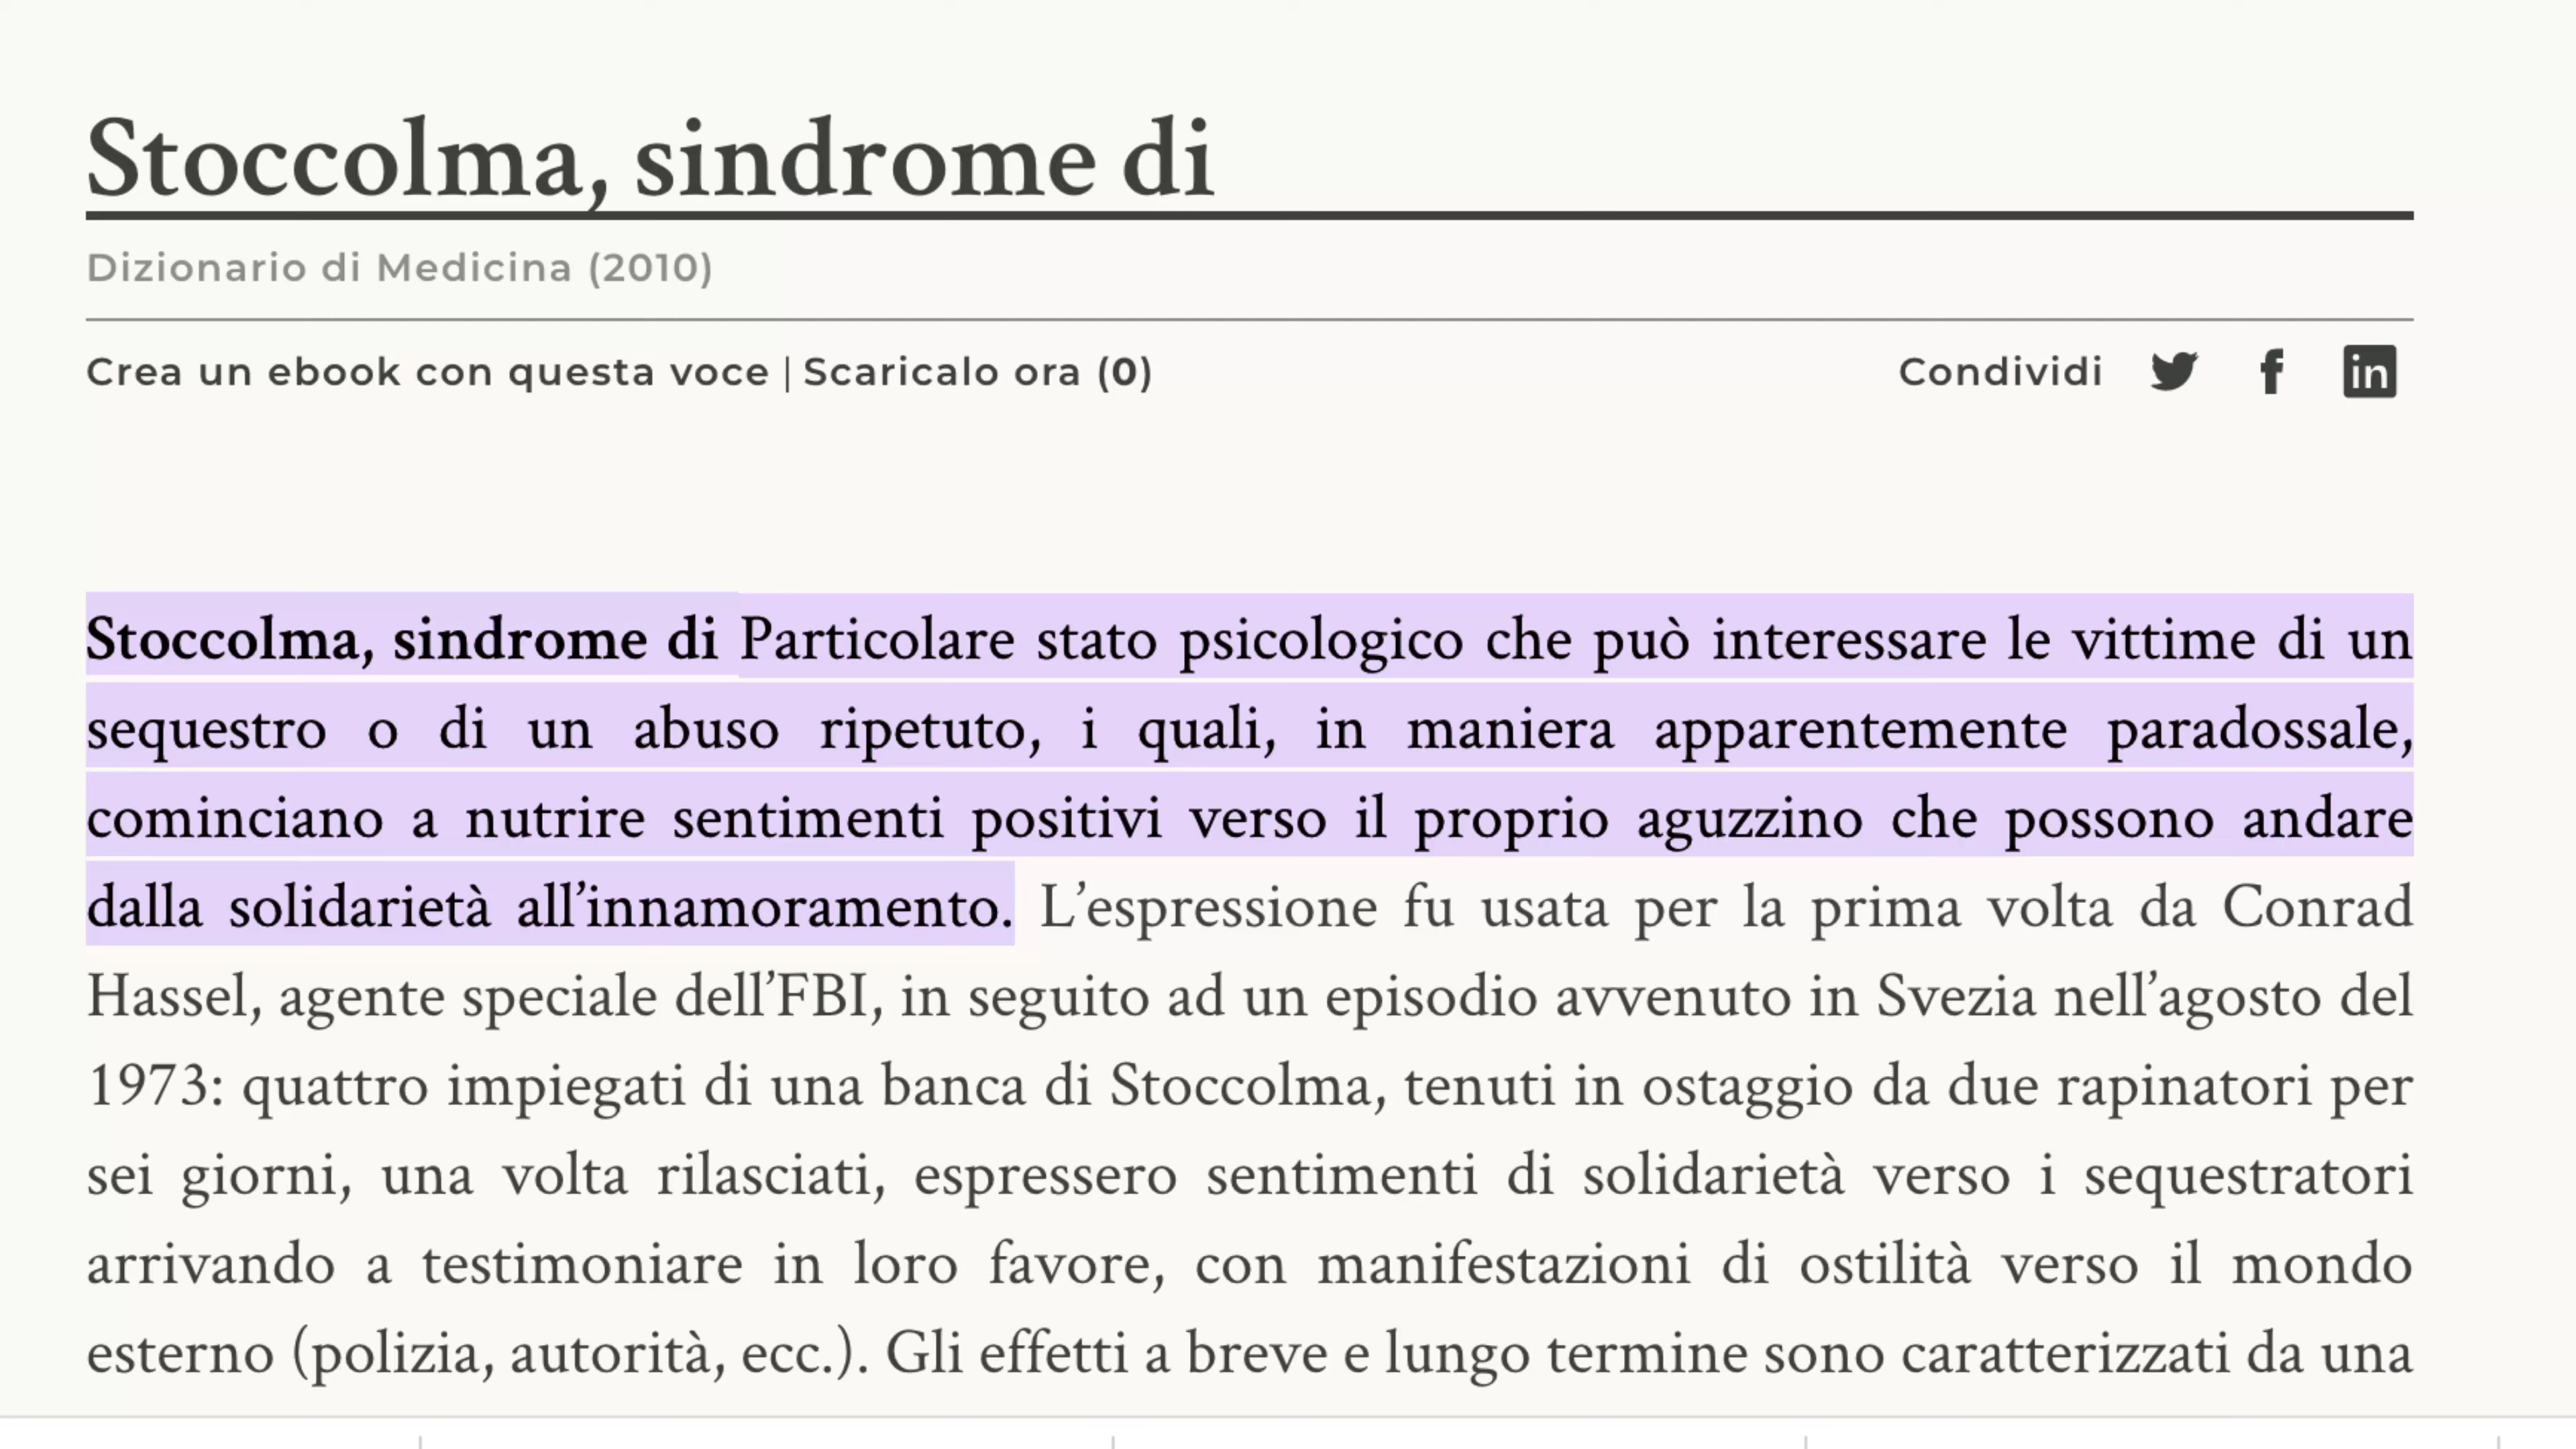 Stoccolma, sindrome di
Dizionario di Medicina (2010)
Crea un ebook con questa voce | Scaricalo ora (0)
Condividi
Stoccolma, sindrome di Particolare stato psicologico che può interessare le vittime di un
sequestro o di un abuso ripetuto, i quali, in maniera apparentemente paradossale,
cominciano a nutrire sentimenti positivi verso il proprio aguzzino che possono andare
dalla solidarietà all’innamoramento. L’espressione fu usata per la prima volta da Conrad
Hassel, agente speciale dell’FBI, in seguito ad un episodio avvenuto in Svezia nell’agosto del
1973: quattro impiegati di una banca di Stoccolma, tenuti in ostaggio da due rapinatori per
sei giorni, una volta rilasciati, espressero sentimenti di solidarietà verso i sequestratori
arrivando a testimoniare in loro favore, con manifestazioni di ostilità verso il mondo
esterno (polizia, autorità, ecc.). Gli effetti a breve e lungo termine sono caratterizzati da una